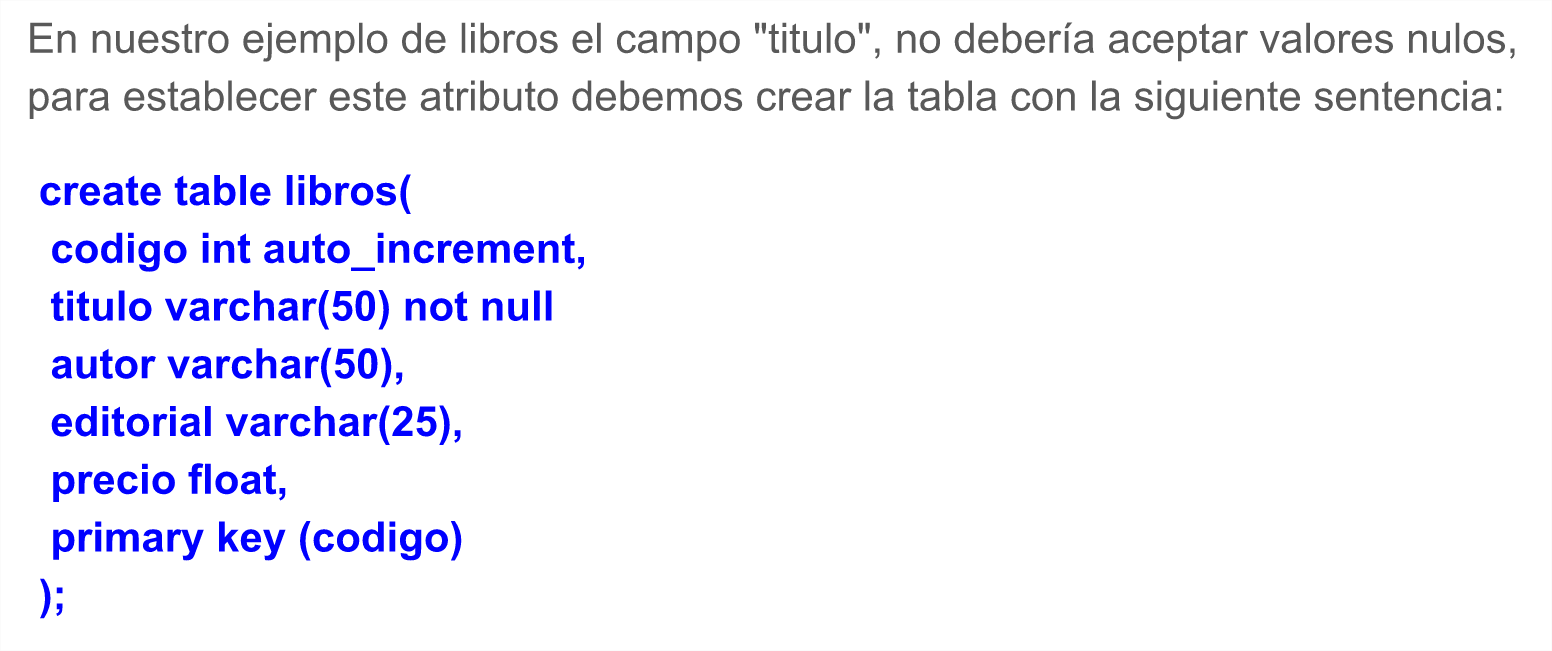 En nuestro ejemplo de libros el campo "titulo", no debería aceptar valores nulos,
para establecer este atributo debemos crear la tabla con la siguiente sentencia:
create table libros(
codigo int auto_increment,
titulo varchar(50) not null
autor varchar(50),
editorial varchar(25),
precio float,
primary key (codigo)
);